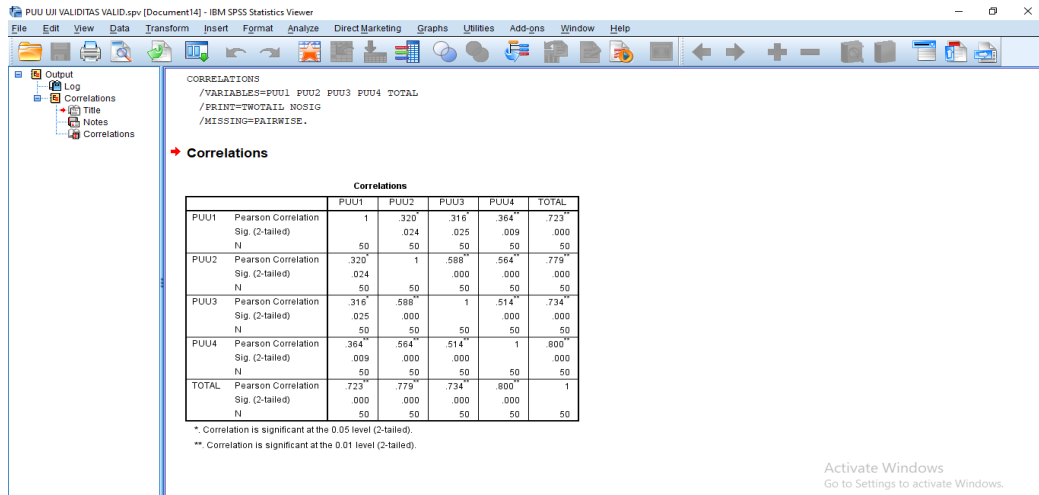 PUU UJI VALIDITAS VALID.spv [Document14] - IBM SPSS Statistics Viewer
File Edit View Data Transform Insert Format Analyze Direct Marketing Graphs Utilities Add-ons Window Help
Output
Log
Correlations
Title
Notes
Correlations
CORRELATIONS
/VARIABLES=PUU1 PUU2 PUU3 PUU4 TOTAL
/PRINT=TWOTAIL NOSIG
/MISSING=PAIRWISE.
Correlations
Correlations
PUU1 PUU2 PUU3 PUU4 TOTAL
PUU1 Pearson Correlation 1 .320* .316* .364** .723**
Sig. (2-tailed) .024 .025 .009 .000
N 50 50 50 50 50
PUU2 Pearson Correlation .320* 1 .588** .564** .779**
Sig. (2-tailed) .024 .000 .000 .000
N 50 50 50 50 50
PUU3 Pearson Correlation .316* .588** 1 .514** .734**
Sig. (2-tailed) .025 .000 .000 .000
N 50 50 50 50 50
PUU4 Pearson Correlation .364** .564** .514** 1 .800**
Sig. (2-tailed) .009 .000 .000 .000
N 50 50 50 50 50
TOTAL Pearson Correlation .723** .779** .734** .800** 1
Sig. (2-tailed) .000 .000 .000 .000
N 50 50 50 50 50
*. Correlation is significant at the 0.05 level (2-tailed).
**. Correlation is significant at the 0.01 level (2-tailed).
Activate Windows
Go to Settings to activate Windows.